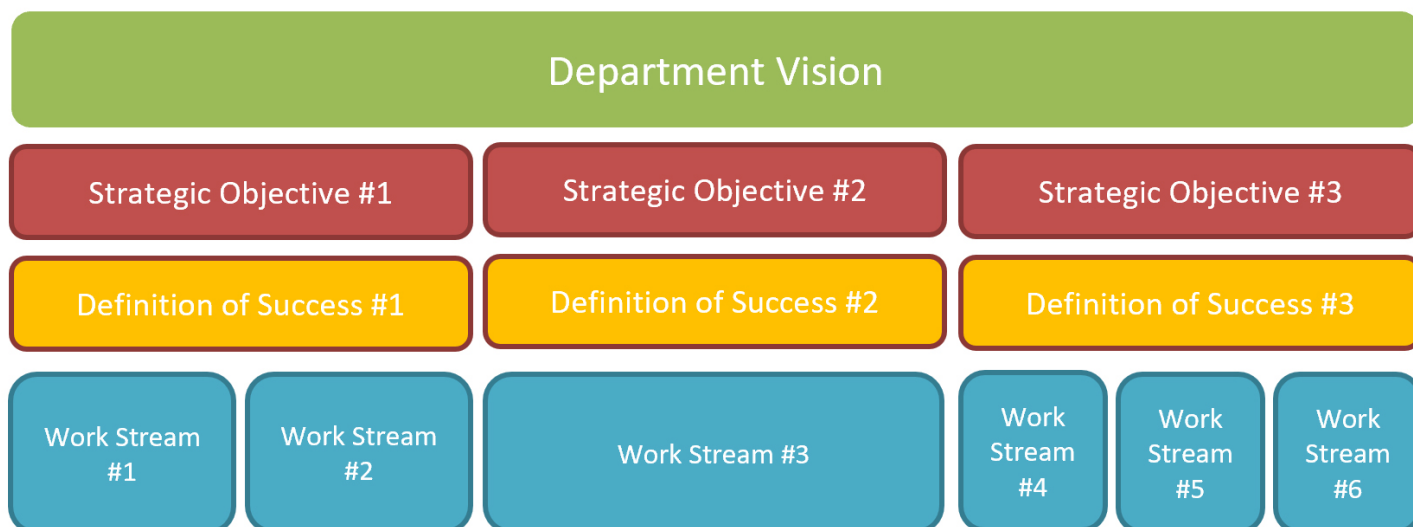 Department Vision
Strategic Objective #1
Strategic Objective #2
Strategic Objective #3
Definition of Success #1
Definition of Success #2
Definition of Success #3
Work Stream
#1
Work Stream
#2
Work Stream #3
Work
Stream
#4
Work
Stream
#5
Work
Stream
#6